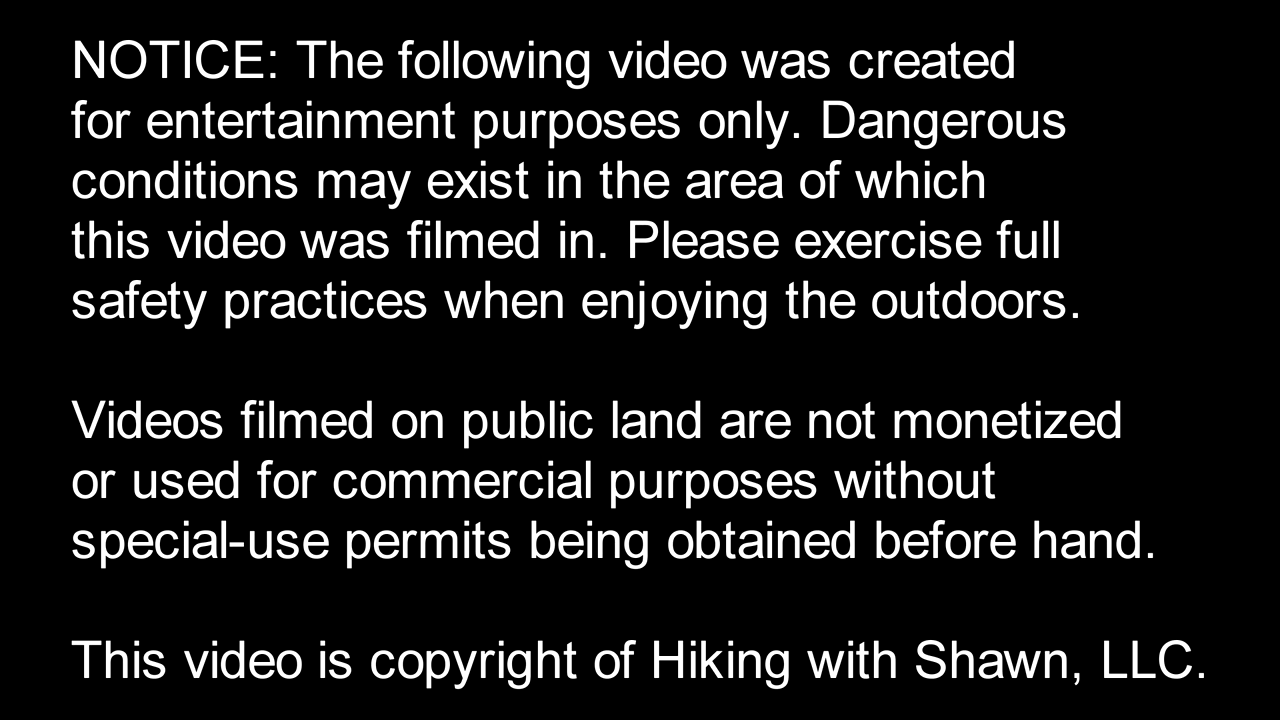 NOTICE: The following video was created
for entertainment purposes only. Dangerous
conditions may exist in the area of which
this video was filmed in. Please exercise full
safety practices when enjoying the outdoors.
Videos filmed on public land are not monetized
or used for commercial purposes without
special-use permits being obtained before hand.
This video is copyright of Hiking with Shawn, LLC.